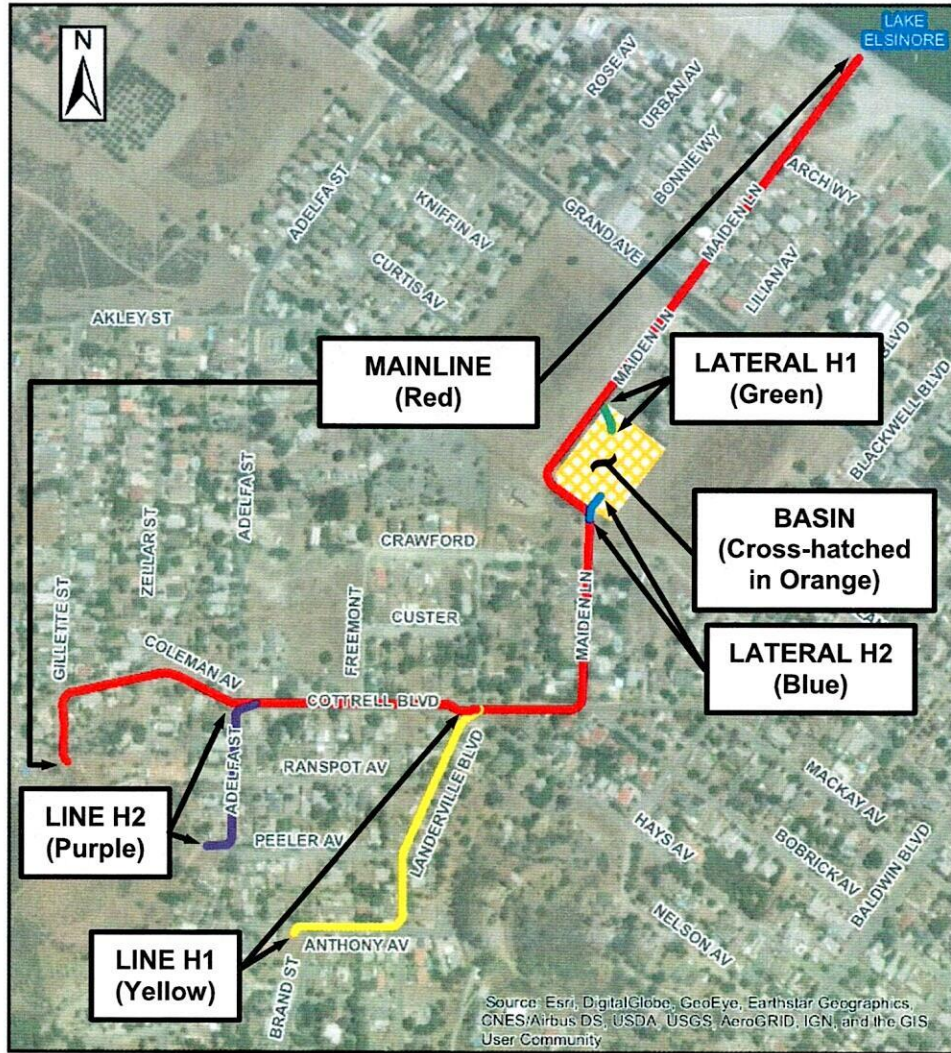 N
LAKE
ELSINORE
ROSE AV
URBAN AV
BONNIE WY
ARCH WY
ADELFA ST
KNIFFIN AV
GRAND AVE
MAIDEN LN
LILIAN AV
CURTIS AV
AKLEY ST
MAIDEN LN
BLVD
BLACKWELL BLVD
MAINLINE
(Red)
LATERAL H1
(Green)
BASIN
(Cross-hatched
in Orange)
LATERAL H2
(Blue)
GILLETTE ST
ZELLAR ST
ADELFA ST
FREEMONT
CRAWFORD
CUSTER
MAIDEN LN
COLEMAN AV
COTTRELL BLVD
ADELFA ST
RANSPOT AV
LANDERVILLE BLVD
PEELER AV
LINE H2
(Purple)
HAYS AV
MACKAY AV
BOBRICK AV
BALDWIN BLVD
NELSON AV
ANTHONY AV
BRAND ST
LINE H1
(Yellow)
Source: Esri, DigitalGlobe, GeoEye, Earthstar Geographics,
CNES/Airbus DS, USDA, USGS, AeroGRID, IGN, and the GIS
User Community